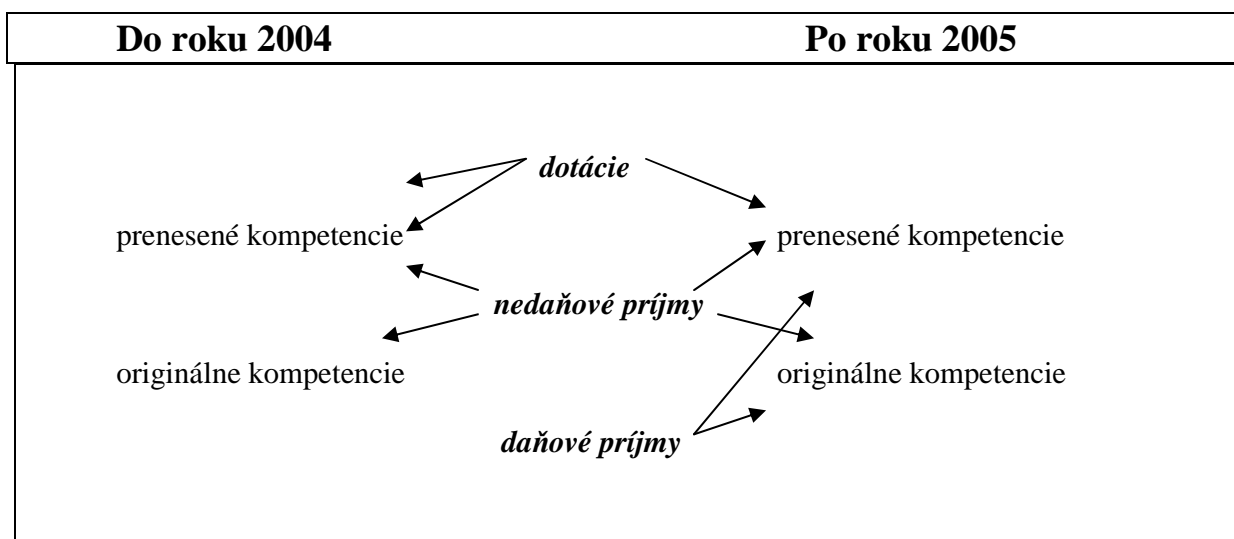 Do roku 2004 Po roku 2005
dotácie
prenesené kompetencie prenesené kompetencie
nedaňové príjmy
originálne kompetencie originálne kompetencie
daňové príjmy